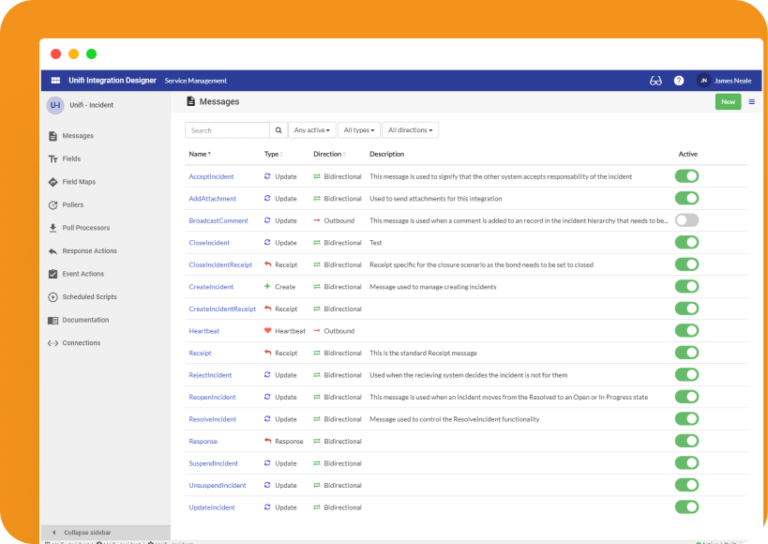 Unifi Integration Designer Service Management JN James Neale
U-I Unifi - Incident
Messages New
Messages
Fields
Field Maps
Pollers
Poll Processors
Response Actions
Event Actions
Scheduled Scripts
Documentation
Connections
Collapse sidebar
Search Any active All types All directions
Name Type Direction Description Active
AcceptIncident Update Bidirectional This message is used to signify that the other system accepts responsability of the incident
AddAttachment Update Bidirectional Used to send attachments for this integration
BroadcastComment Update Outbound This message is used when a comment is added to an record in the incident hierarchy that needs to be...
CloseIncident Update Bidirectional Test
CloseIncidentReceipt Receipt Bidirectional Receipt specific for the closure scenario as the bond needs to be set to closed
CreateIncident Create Bidirectional Message used to manage creating incidents
CreateIncidentReceipt Receipt Bidirectional
Heartbeat Heartbeat Outbound
Receipt Receipt Bidirectional This is the standard Receipt message
RejectIncident Update Bidirectional Used when the recieving system decides the incident is not for them
ReopenIncident Update Bidirectional This message is used when an incident moves from the Resolved to an Open or In Progress state
ResolveIncident Update Bidirectional Message used to control the ResolveIncident functionality
Response Response Bidirectional
SuspendIncident Update Bidirectional
UnsuspendIncident Update Bidirectional
UpdateIncident Update Bidirectional